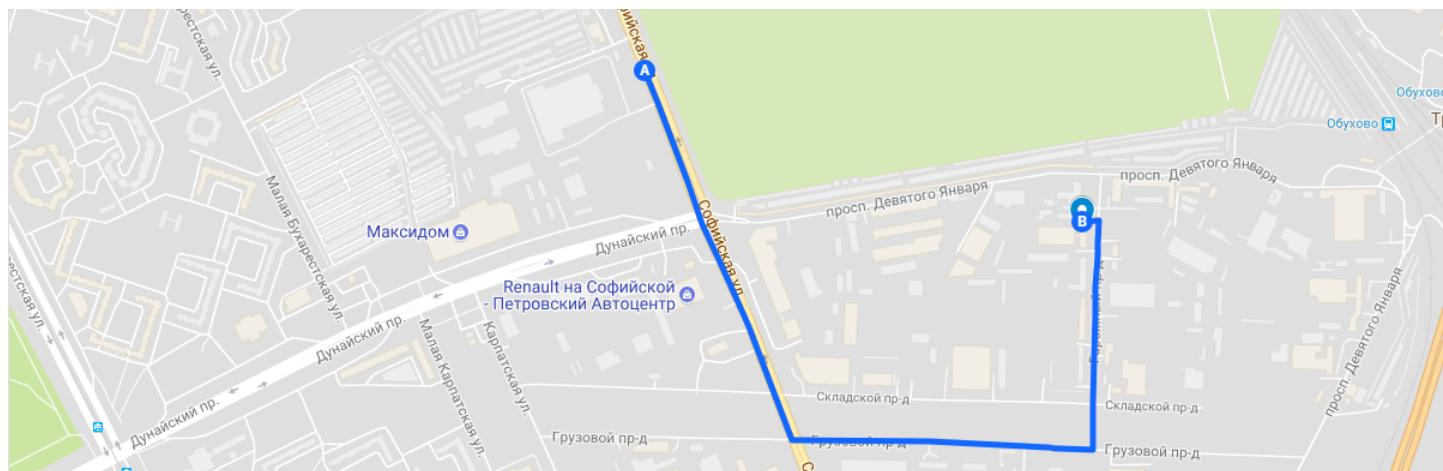 Софийская
A
Бухарестская ул.
Обухово
Обухово
просп. Девятого Января
просп. Девятого Января
Малая Бухарестская ул.
B
Максидом
Дунайский пр.
Софийская ул.
Renault на Софийской
- Петровский Автоцентр
Дунайский пр.
Малая Карпатская ул.
Карпатская ул.
просп. Девятого Января
Складской пр-д
Складской пр-д
Дунайский пр.
Грузовой пр-д
Грузовой пр-д
Грузовой пр-д